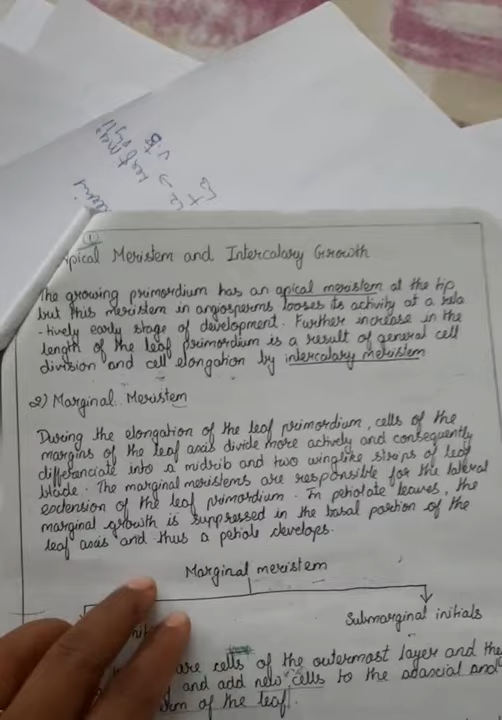 1
pical Meristem and Intercalary Growth
The growing primordium has an apical meristem at the tip,
but this meristem in angiosperms looses its activity at a rela
-tively early stage of development. Further increase in the
length of the leaf primordium is a result of general cell
division and cell elongation by intercalary meristem
2) Marginal Meristem
During the elongation of the leaf primordium, cells of the
margins of the leaf axis divide more actively and consequently
differenciate into a midrib and two winglike strips of leaf
blade. The marginal meristems are responsible for the lateral
extension of the leaf primordium. In petiolate leaves, the
marginal growth is suppressed in the basal portion of the
leaf axis and thus a petiole develops.
Marginal meristem
Submarginal initials
are cells of the outermost layer and they
and add new cells to the adaxial and
of the leaf.